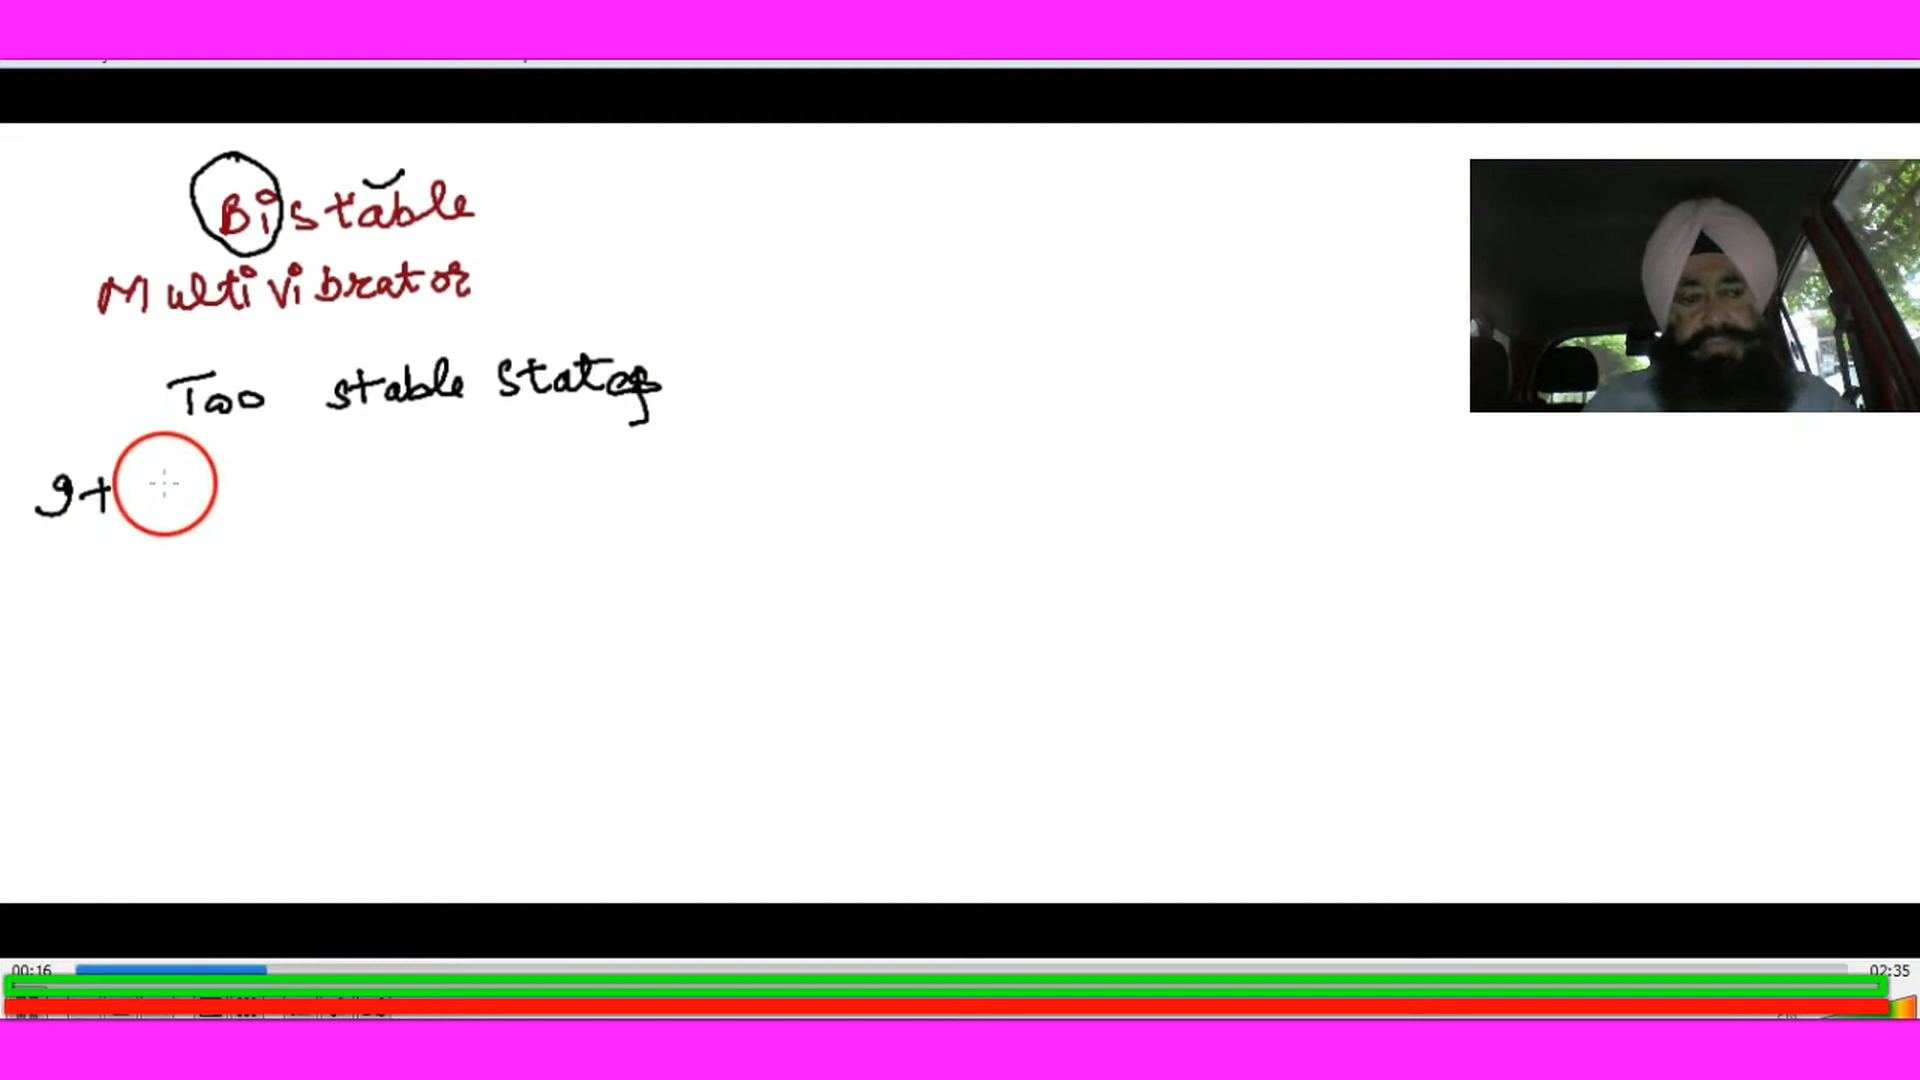 Bistable
Multivibrator
Two stable states
It
00:16
02:35